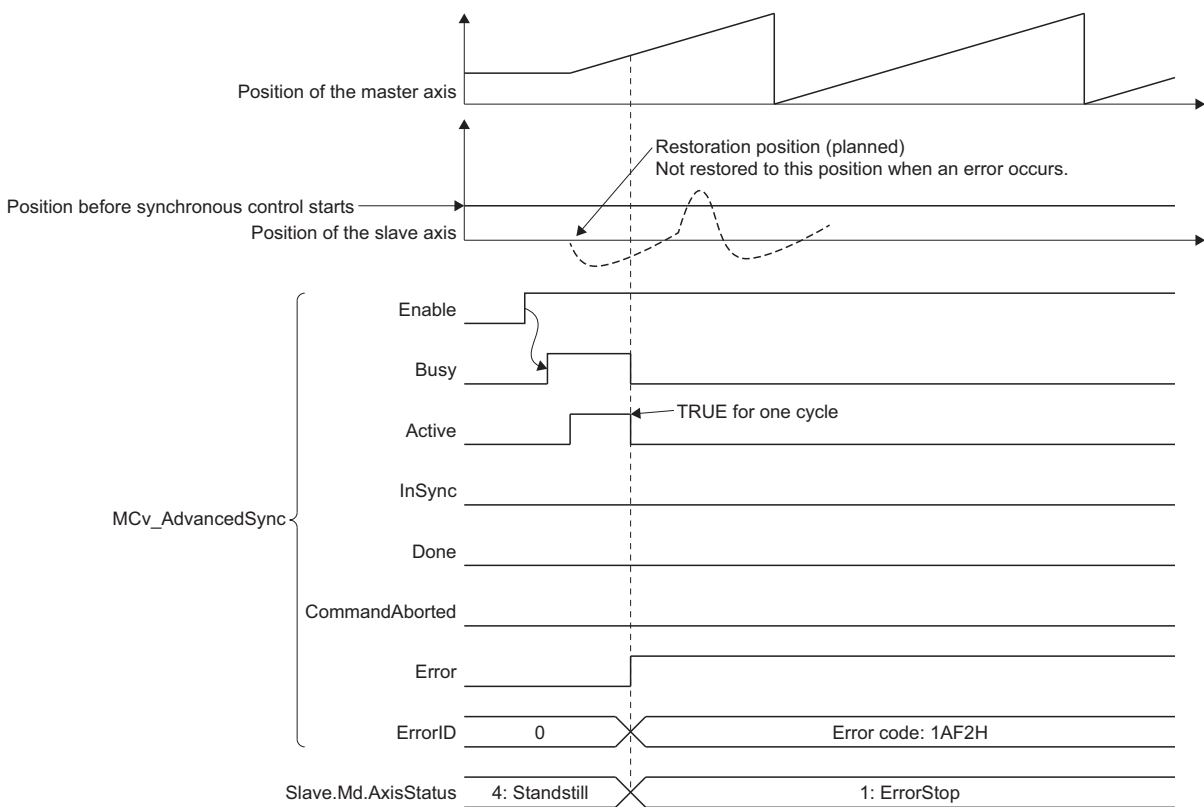 Position of the master axis
Restoration position (planned)
Not restored to this position when an error occurs.
Position before synchronous control starts
Position of the slave axis
Enable
Busy
TRUE for one cycle
Active
InSync
MCv_AdvancedSync
Done
CommandAborted
Error
ErrorID 0 Error code: 1AF2H
Slave.Md.AxisStatus 4: Standstill 1: ErrorStop